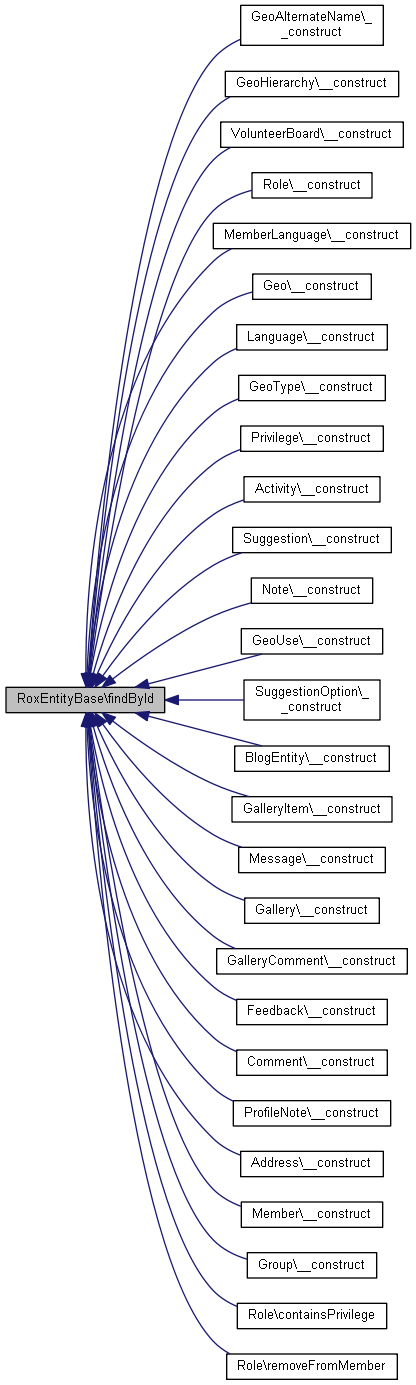 GeoAlternateName\_
_construct
GeoHierarchy\__construct
VolunteerBoard\__construct
Role\__construct
MemberLanguage\__construct
Geo\__construct
Language\__construct
GeoType\__construct
Privilege\__construct
Activity\__construct
Suggestion\__construct
Note\__construct
GeoUse\__construct
RoxEntityBase\findById
SuggestionOption\_
_construct
BlogEntity\__construct
GalleryItem\__construct
Message\__construct
Gallery\__construct
GalleryComment\__construct
Feedback\__construct
Comment\__construct
ProfileNote\__construct
Address\__construct
Member\__construct
Group\__construct
Role\containsPrivilege
Role\removeFromMember